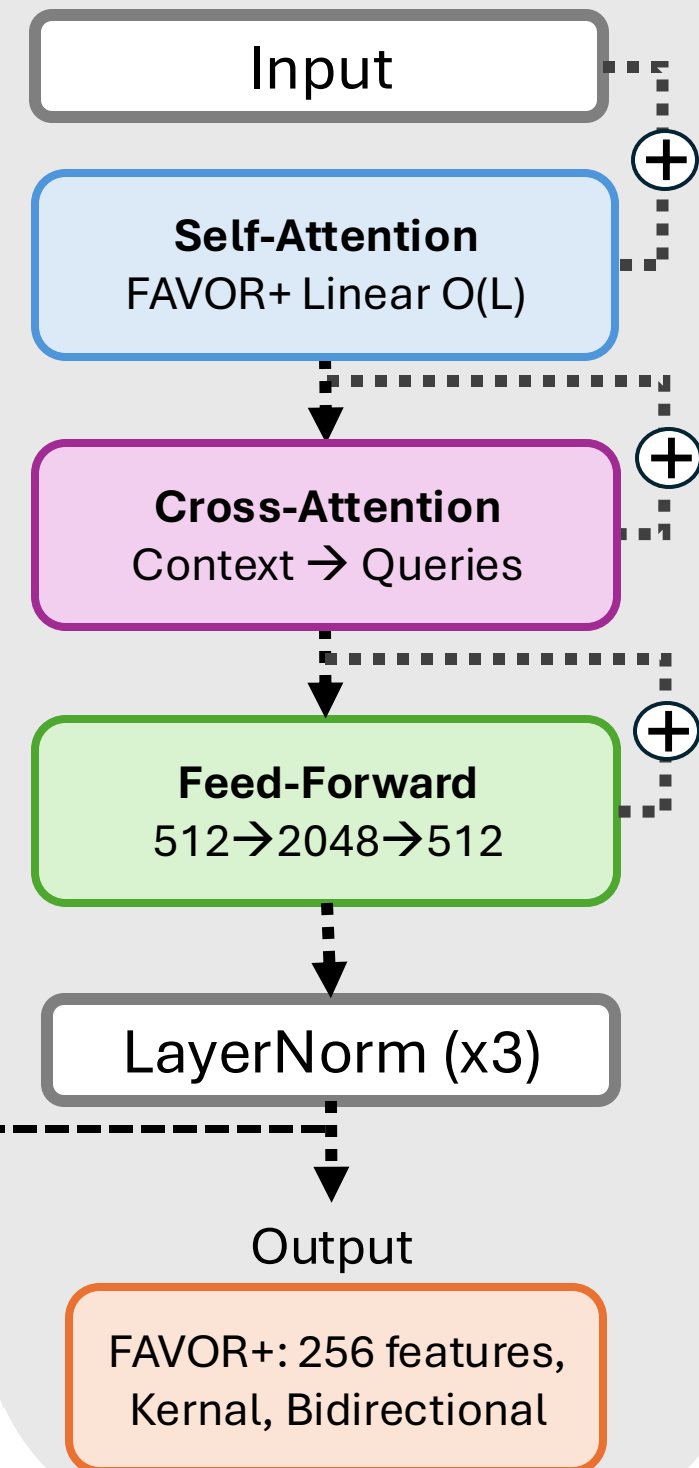 Input
+
Self-Attention
FAVOR+ Linear O(L)
+
Cross-Attention
Context → Queries
+
Feed-Forward
512→2048→512
LayerNorm (x3)
Output
FAVOR+: 256 features,
Kernal, Bidirectional